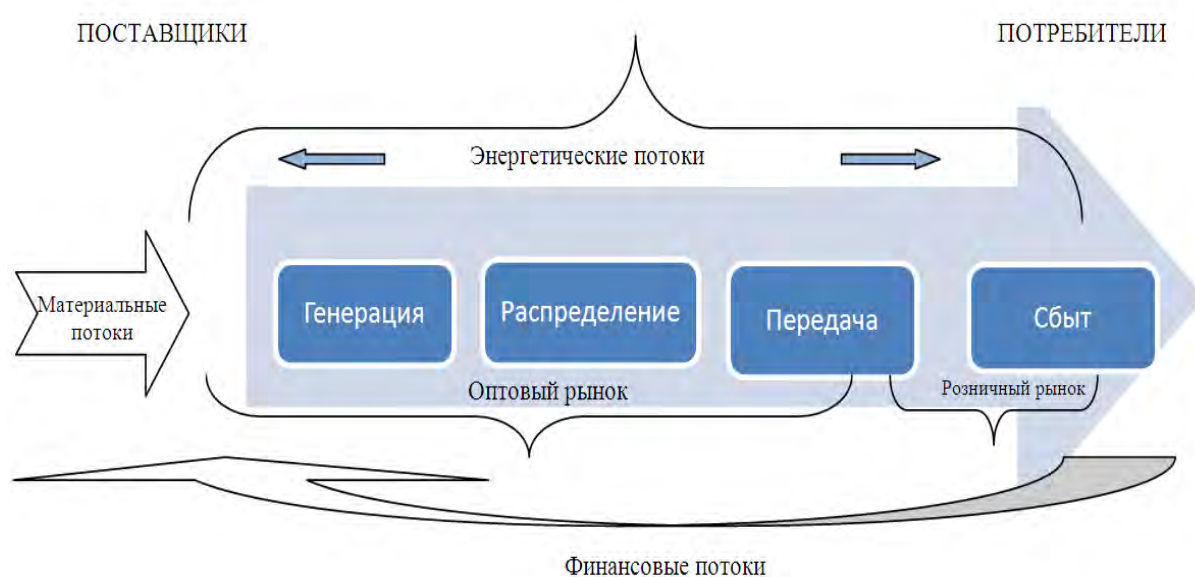 ПОСТАВЩИКИ
ПОТРЕБИТЕЛИ
Энергетические потоки
Материальные
потоки
Генерация
Распределение
Передача
Сбыт
Оптовый рынок
Розничный рынок
Финансовые потоки